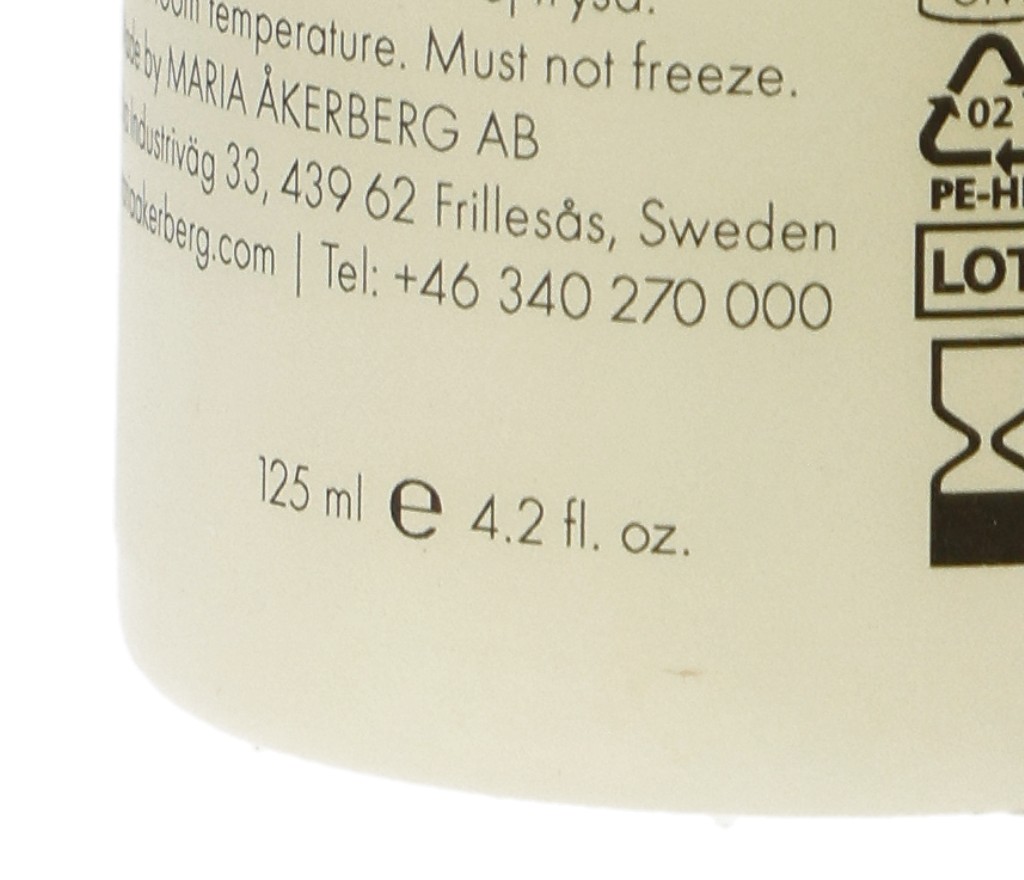 temperature. Must not freeze.
by MARIA ÅKERBERG AB
industriväg 33, 439 62 Frillesås, Sweden
akerberg.com | Tel: +46 340 270 000
125 ml e 4.2 fl. oz.
02
PE-H
LOT